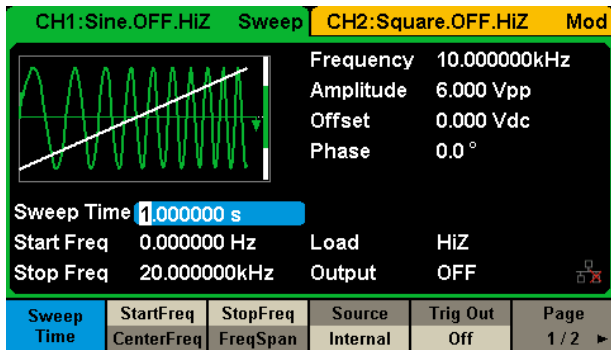 CH1:Sine.OFF.HiZ Sweep CH2:Square.OFF.HiZ Mod
Frequency 10.000000kHz
Amplitude 6.000 Vpp
Offset 0.000 Vdc
Phase 0.0 °
Sweep Time 1.000000 s
Start Freq 0.000000 Hz Load HiZ
Stop Freq 20.000000kHz Output OFF
Sweep Time StartFreq StopFreq Source Trig Out Page
CenterFreq FreqSpan Internal Off 1 / 2 ►